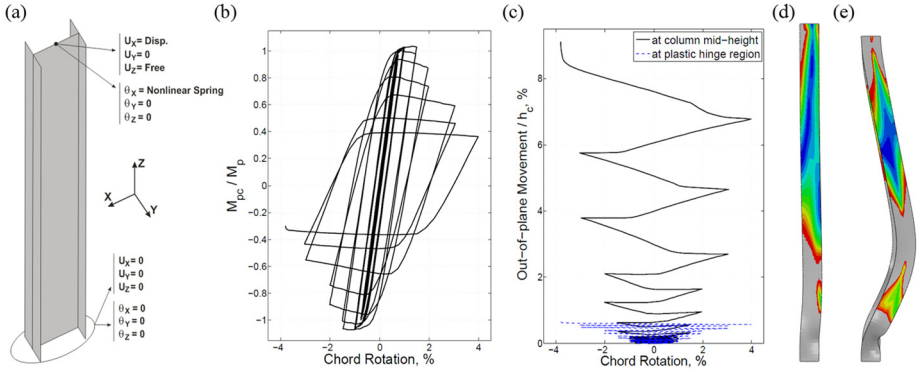 (a)
U_X= Disp.
U_Y= 0
U_Z= Free
θ_X= Nonlinear Spring
θ_Y= 0
θ_Z= 0
Z
X
Y
U_X= 0
U_Y= 0
U_Z= 0
θ_X= 0
θ_Y= 0
θ_Z= 0
(b)
M_pc / M_p
1
0.8
0.6
0.4
0.2
0
-0.2
-0.4
-0.6
-0.8
-1
-4 -2 0 2 4
Chord Rotation, %
(c)
at column mid-height
at plastic hinge region
Out-of-plane Movement / h_c, %
8
6
4
2
0
-4 -2 0 2 4
Chord Rotation, %
(d)
(e)